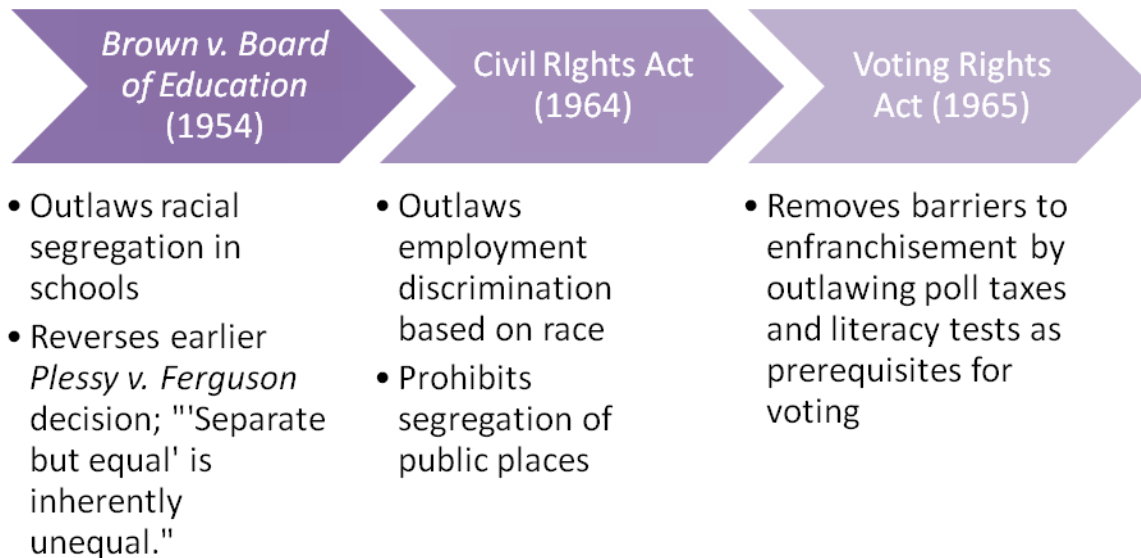 Brown v. Board
of Education
(1954)
• Outlaws racial
segregation in
schools
• Reverses earlier
Plessy v. Ferguson
decision; "'Separate
but equal' is
inherently
unequal."
Civil RIghts Act
(1964)
• Outlaws
employment
discrimination
based on race
• Prohibits
segregation of
public places
Voting Rights
Act (1965)
• Removes barriers to
enfranchisement by
outlawing poll taxes
and literacy tests as
prerequisites for
voting